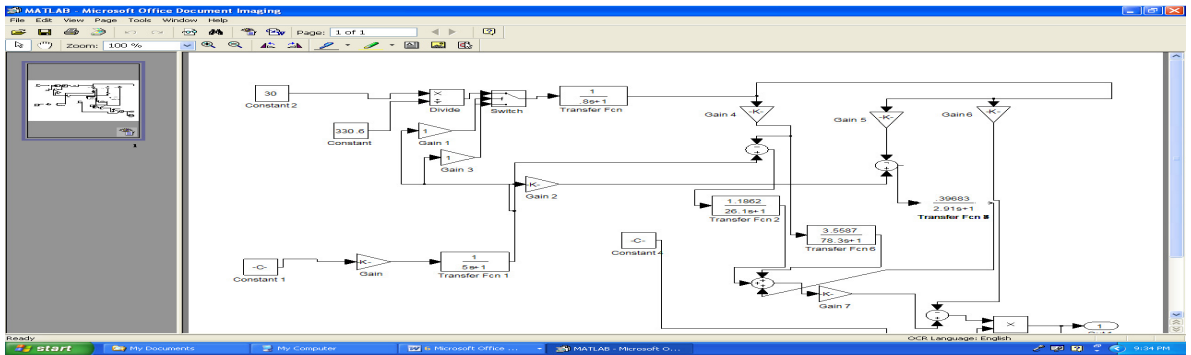 MATLAB - Microsoft Office Document Imaging
File Edit View Page Tools Window Help
Page: 1 of 1
Zoom: 100 %
1
30
Constant 2
×
÷
Divide
Switch
1
.8s+1
Transfer Fcn
330.6
Constant
1
Gain 1
1
Gain 3
-K-
Gain 4
-K-
Gain 5
-K-
Gain 6
-K-
Gain 2
1.1862
26.1s+1
Transfer Fcn 2
.39683
2.91s+1
Transfer Fcn 8
3.5587
78.3s+1
Transfer Fcn 6
-C-
Constant 4
-C-
Constant 1
-K-
Gain
1
5s+1
Transfer Fcn 1
-K-
Gain 7
×
1
Ready
OCR Language: English
start
My Documents
My Computer
6 Microsoft Office ...
MATLAB - Microsoft O...
9:34 PM